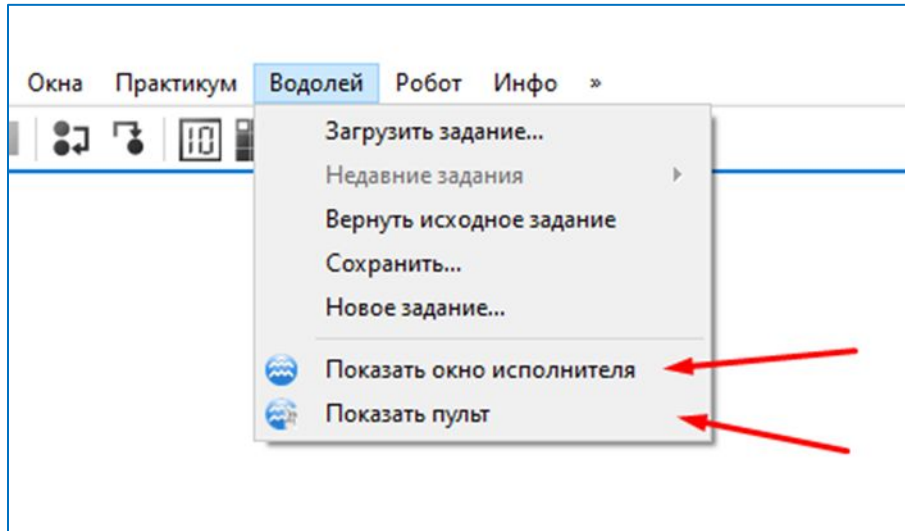 Окна Практикум Водолей Робот Инфо »
10
Загрузить задание...
Недавние задания
Вернуть исходное задание
Сохранить...
Новое задание...
Показать окно исполнителя
Показать пульт